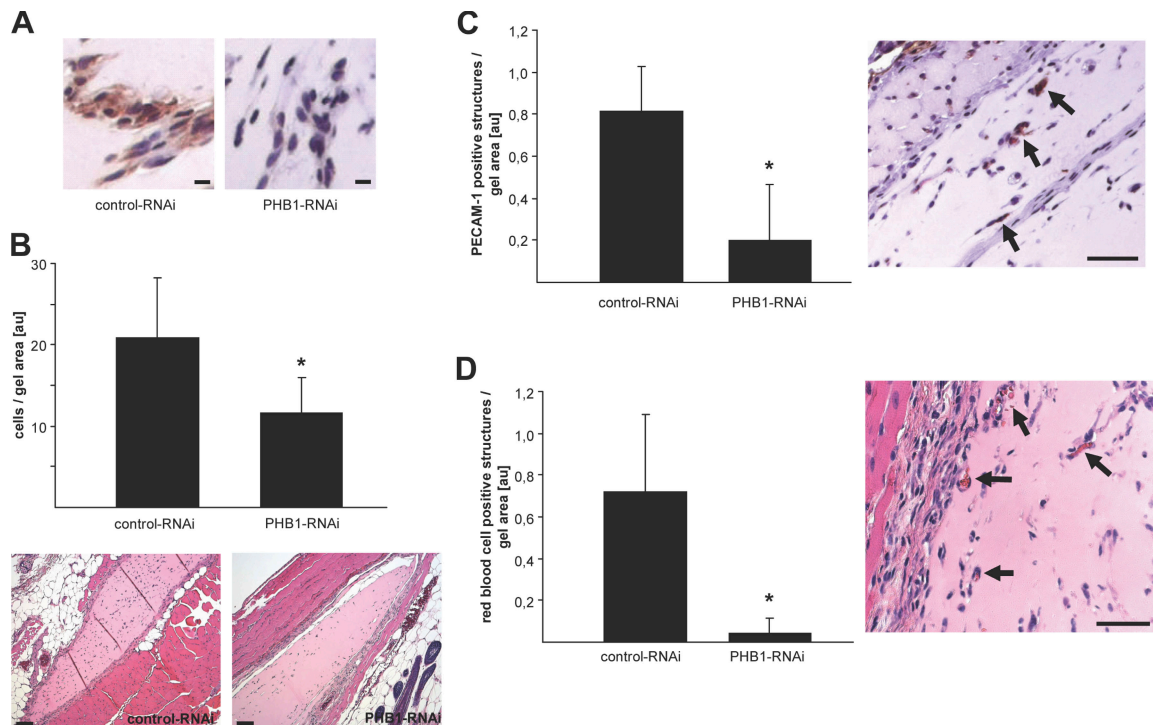 A
control-RNAi
PHB1-RNAi
B
cells / gel area [au]
30
20
10
control-RNAi
PHB1-RNAi
control-RNAi
PHB1-RNAi
C
PECAM-1 positive structures /
gel area [au]
1,2
1,0
0,8
0,6
0,4
0,2
*
control-RNAi
PHB1-RNAi
D
red blood cell positive structures /
gel area [au]
1,2
1,0
0,8
0,6
0,4
0,2
*
control-RNAi
PHB1-RNAi